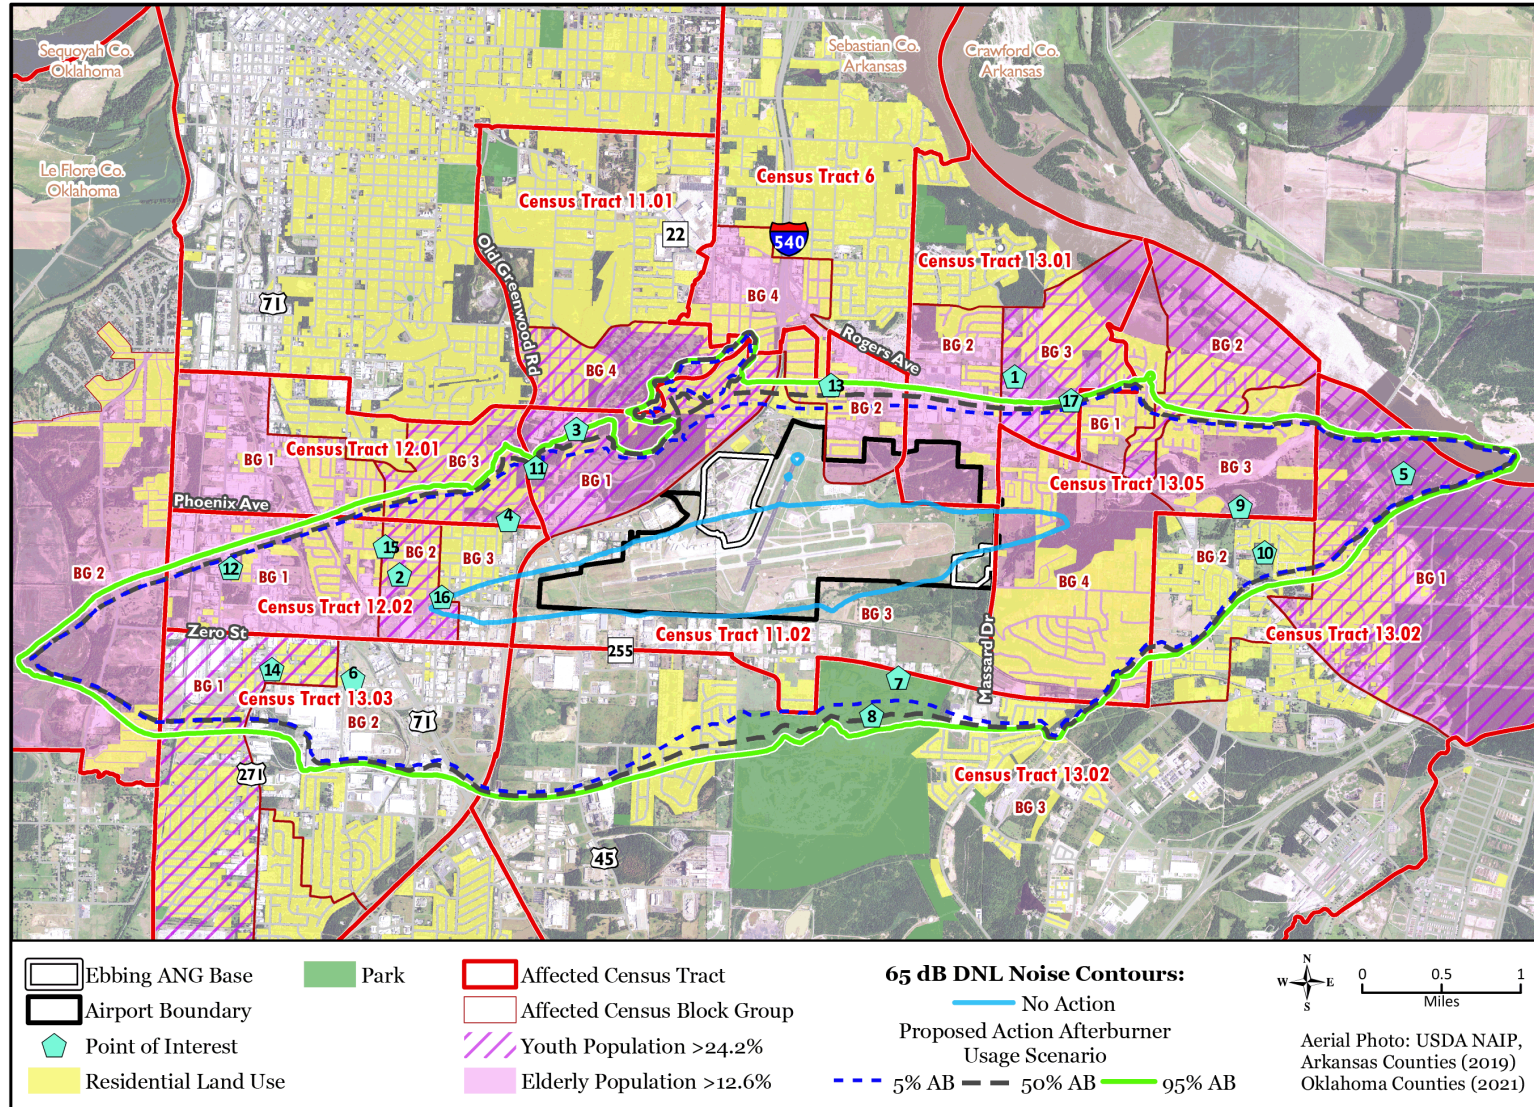 Sequoyah Co.
Oklahoma
Sebastian Co.
Arkansas
Crawford Co.
Arkansas
Le Flore Co.
Oklahoma
Census Tract 6
Census Tract 11.01
22
540
Old Greenwood Rd
Census Tract 13.01
71
BG 4
Rogers Ave
BG 2
BG 3
BG 2
BG 4
1
13
17
BG 2
BG 1
3
Census Tract 12.01
BG 1
BG 3
11
BG 1
BG 3
5
Census Tract 13.05
Phoenix Ave
4
9
15
BG 2
BG 3
BG 2
10
12
BG 2
BG 1
2
BG 4
BG 1
16
Census Tract 12.02
BG 3
Zero St
Census Tract 11.02
Census Tract 13.02
255
Massard Dr
14
6
7
BG 1
Census Tract 13.03
BG 2
71
8
271
Census Tract 13.02
BG 3
45
Ebbing ANG Base
Airport Boundary
Point of Interest
Residential Land Use
Park
Affected Census Tract
Affected Census Block Group
Youth Population >24.2%
Elderly Population >12.6%
65 dB DNL Noise Contours:
No Action
Proposed Action Afterburner
Usage Scenario
5% AB
50% AB
95% AB
N
W
E
S
0
0.5
1
Miles
Aerial Photo: USDA NAIP,
Arkansas Counties (2019)
Oklahoma Counties (2021)